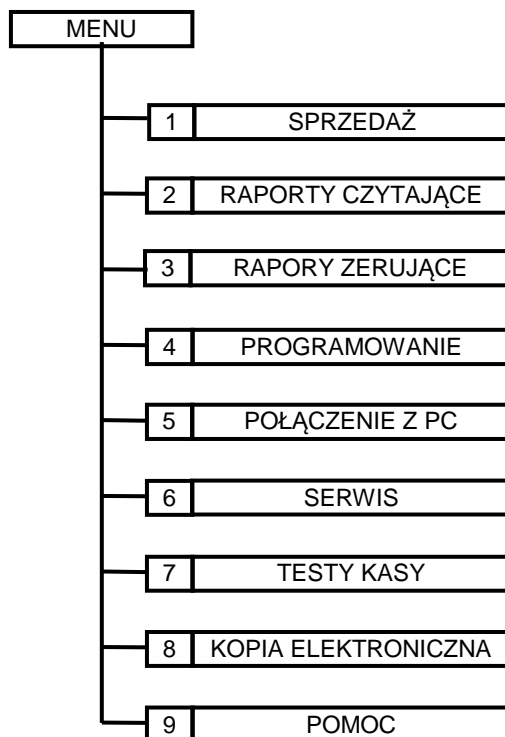 MENU
1 SPRZEDAŻ
2 RAPORTY CZYTAJĄCE
3 RAPORY ZERUJĄCE
4 PROGRAMOWANIE
5 POŁĄCZENIE Z PC
6 SERWIS
7 TESTY KASY
8 KOPIA ELEKTRONICZNA
9 POMOC